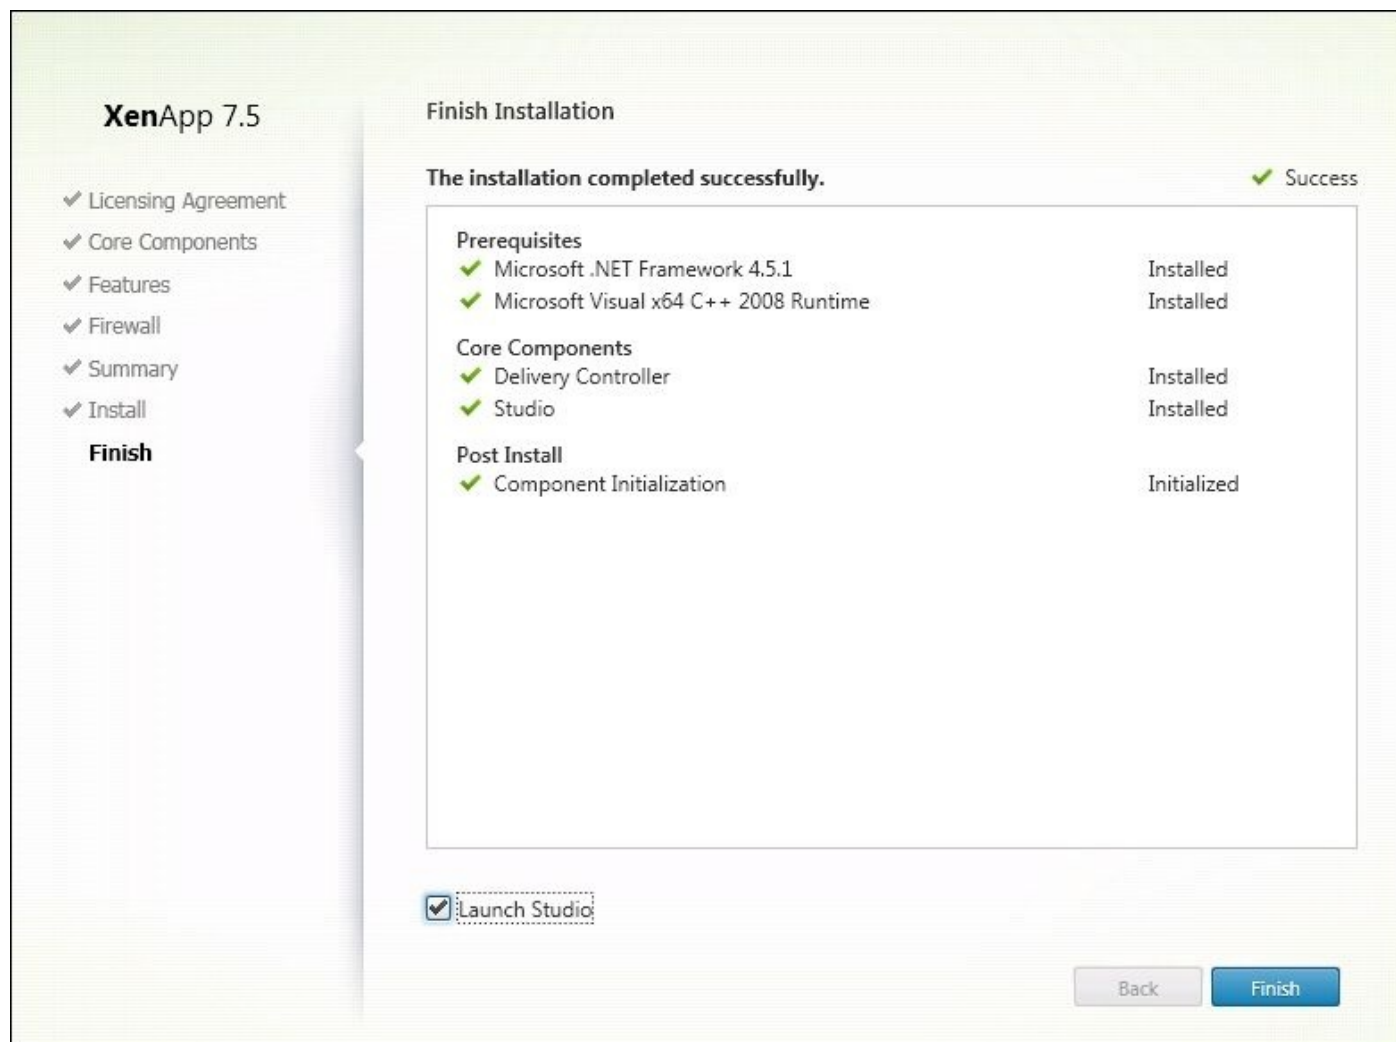 XenApp 7.5
Licensing Agreement
Core Components
Features
Firewall
Summary
Install
Finish
Finish Installation
The installation completed successfully.
Success
Prerequisites
Microsoft .NET Framework 4.5.1 Installed
Microsoft Visual x64 C++ 2008 Runtime Installed
Core Components
Delivery Controller Installed
Studio Installed
Post Install
Component Initialization Initialized
Launch Studio
Back
Finish